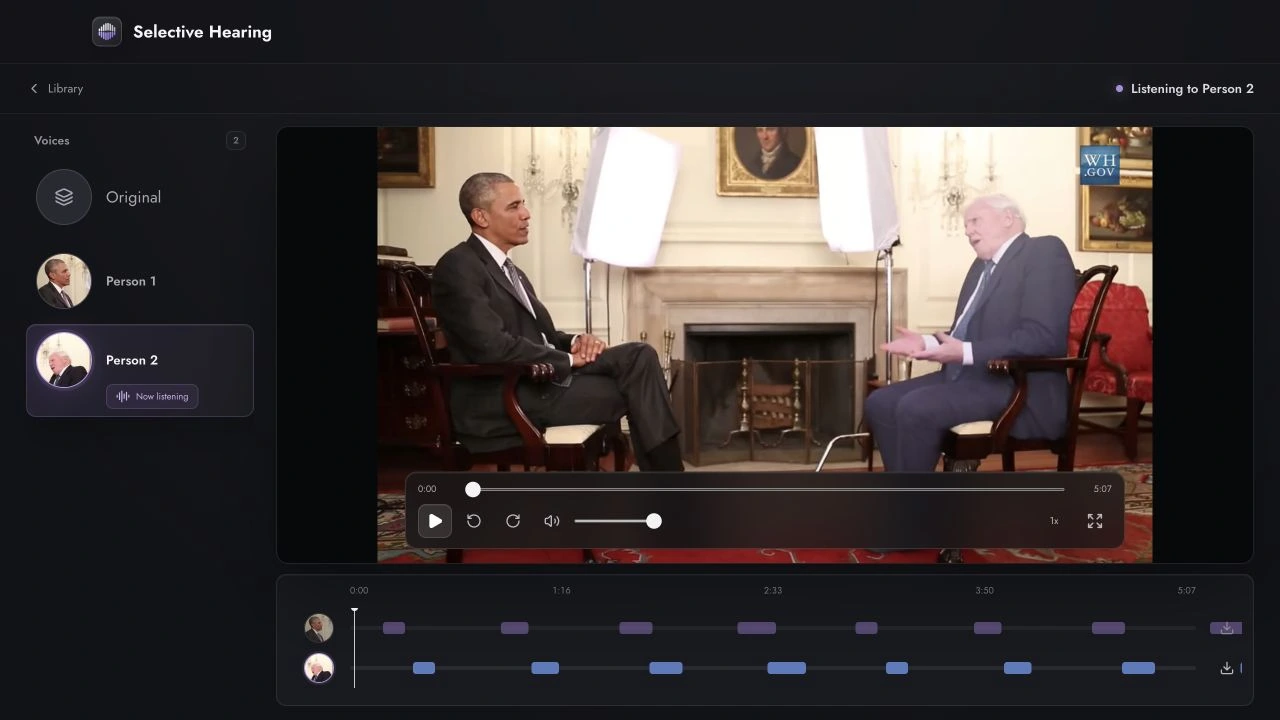 Selective Hearing
Library
Listening to Person 2
Voices
2
Original
Person 1
Person 2
Now listening
WH
.GOV
0:00
5:07
1x
0:00
1:16
2:33
3:50
5:07